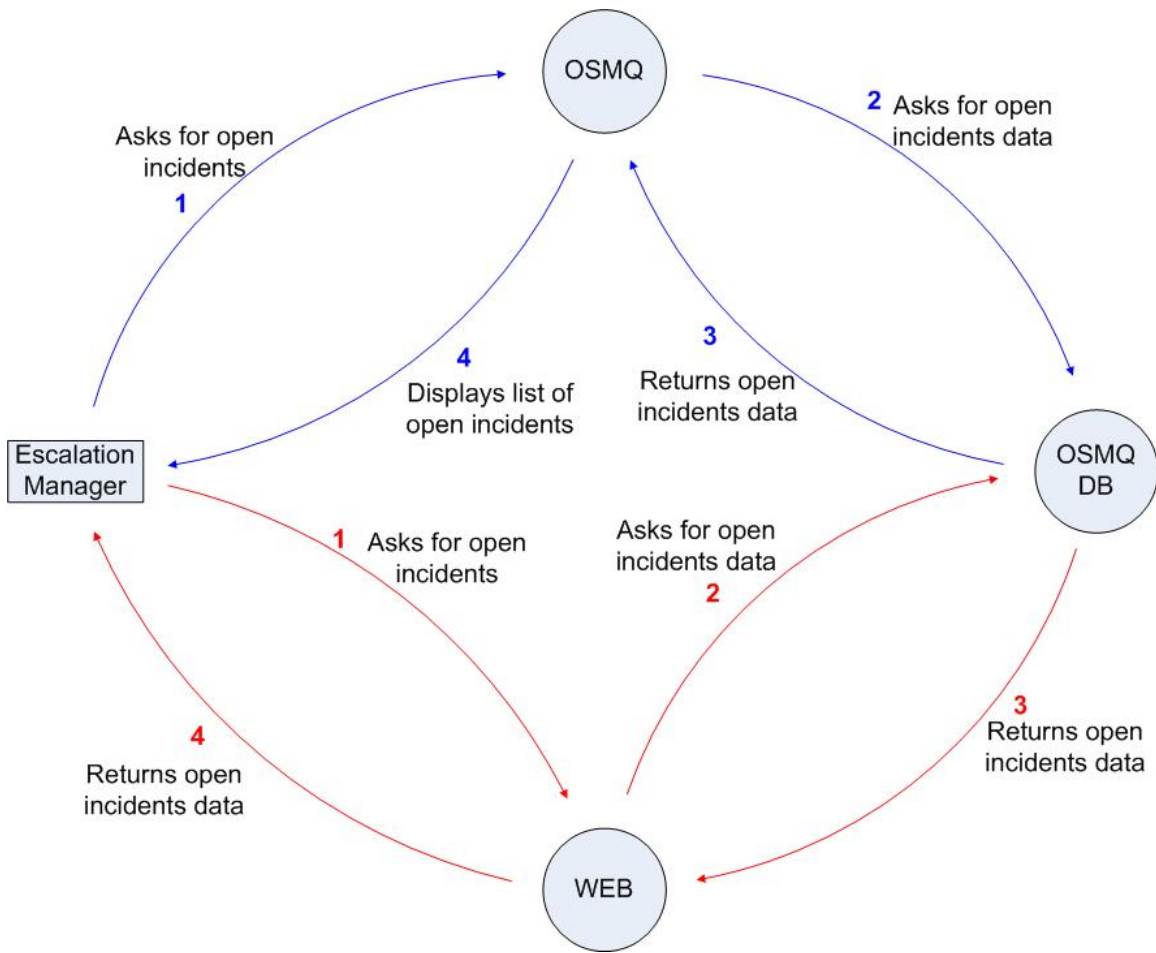 OSMQ
2 Asks for open
incidents data
Asks for open
incidents
1
3
Returns open
incidents data
4
Displays list of
open incidents
Escalation
Manager
OSMQ
DB
1 Asks for open
incidents
Asks for open
incidents data
2
3
Returns open
incidents data
4
Returns open
incidents data
WEB